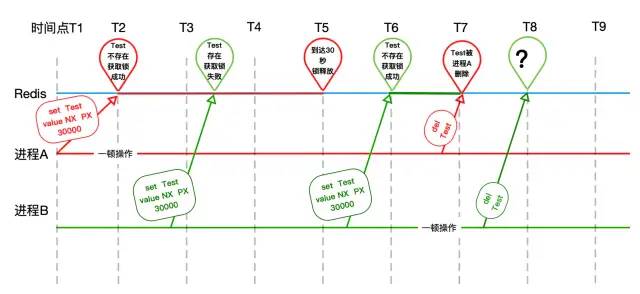 时间点T1
T2
T3
T4
T5
T6
T7
T8
T9
Test
不存在
获取锁
成功
Test
存在
获取锁
失败
到达30
秒
锁释放
Test
不存在
获取锁
成功
Test被
进程A
删除
?
Redis
set Test
value NX PX
30000
del
Test
进程A
一顿操作
set Test
value NX PX
30000
set Test
value NX PX
30000
del
Test
进程B
一顿操作